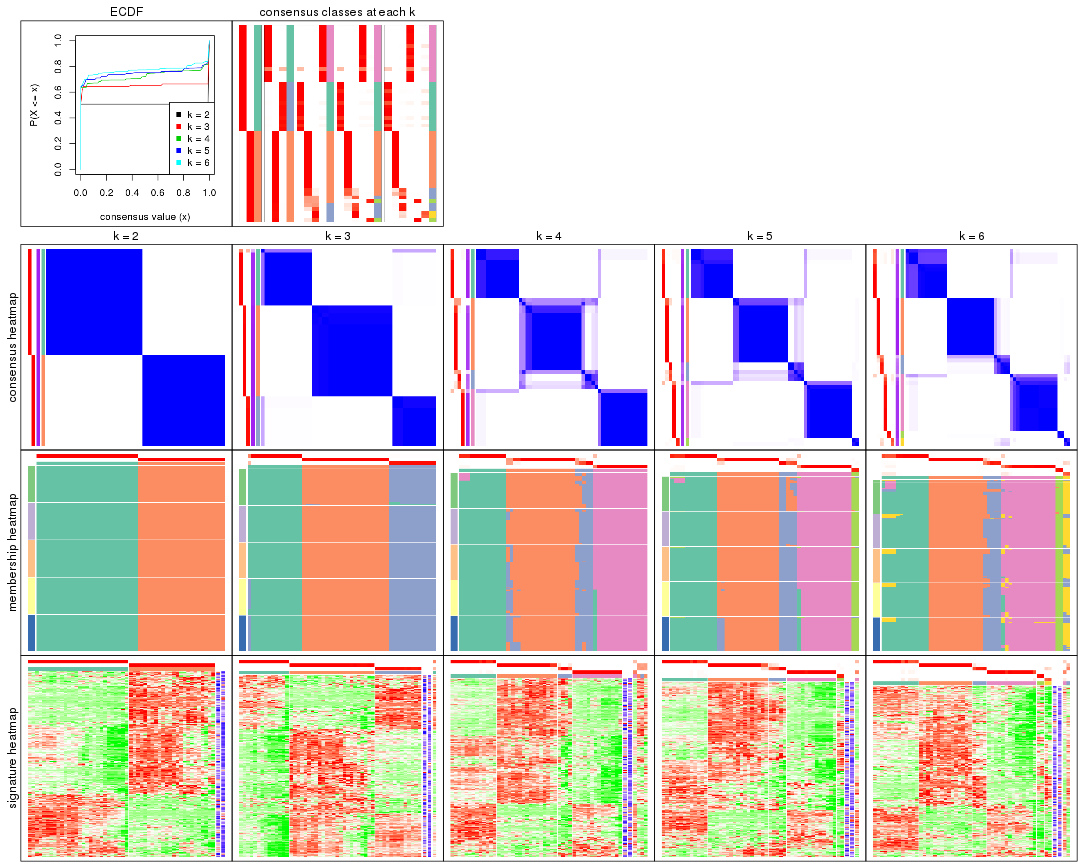 ECDF
consensus classes at each k
P(X <= x)
1.0
0.8
0.6
0.4
0.2
0.0
k = 2
k = 3
k = 4
k = 5
k = 6
0.0 0.2 0.4 0.6 0.8 1.0
consensus value (x)
k = 2 k = 3 k = 4 k = 5 k = 6
consensus heatmap
membership heatmap
signature heatmap